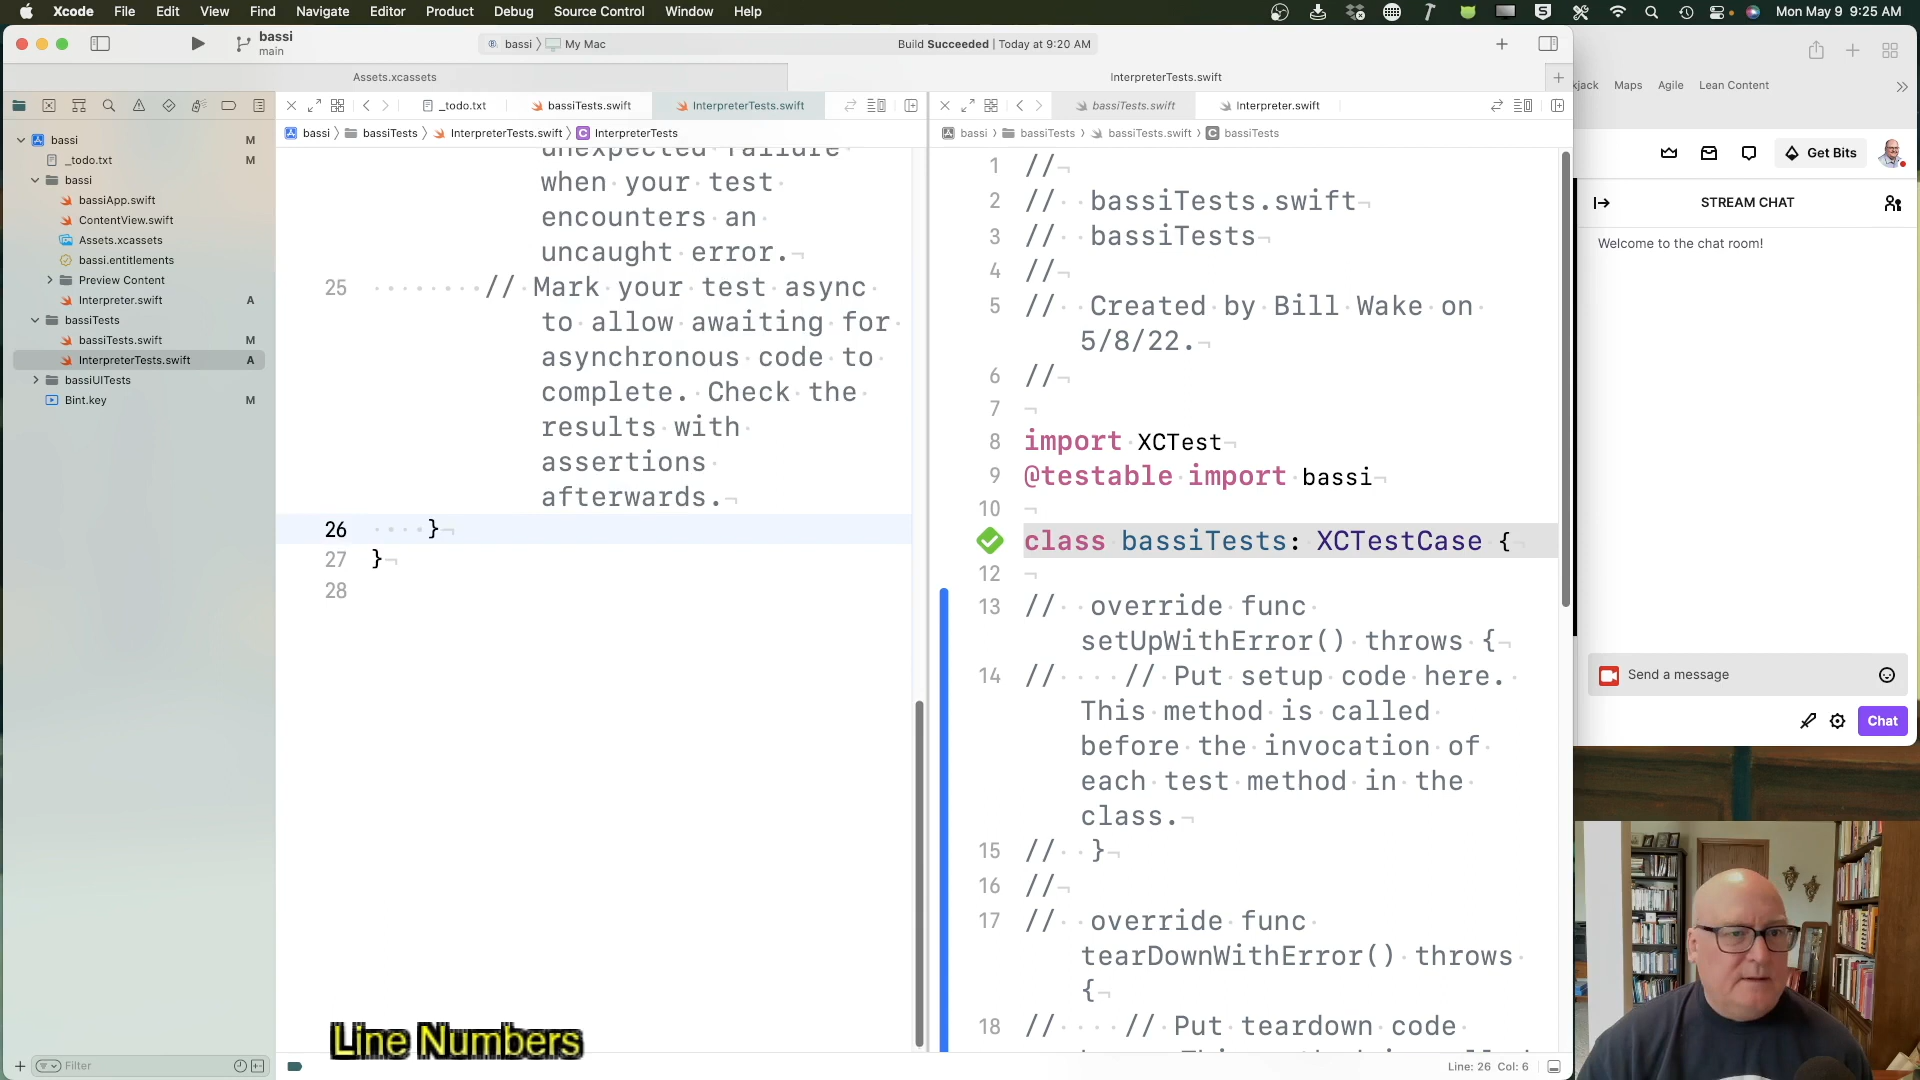 Xcode File Edit View Find Navigate Editor Product Debug Source Control Window Help Mon May 9 9:25 AM
bassi
main
bassi My Mac
Build Succeeded | Today at 9:20 AM
Assets.xcassets
InterpreterTests.swift
_todo.txt
bassiTests.swift
InterpreterTests.swift
bassiTests.swift
Interpreter.swift
bassi bassiTests InterpreterTests.swift InterpreterTests
bassi bassiTests bassiTests.swift bassiTests
bassi M
_todo.txt M
bassi
bassiApp.swift
ContentView.swift
Assets.xcassets
bassi.entitlements
Preview Content
Interpreter.swift A
bassiTests
bassiTests.swift M
InterpreterTests.swift A
bassiUITests
Bint.key M
Filter
unexpected failure
when your test
encounters an
uncaught error.
25 // Mark your test async
to allow awaiting for
asynchronous code to
complete. Check the
results with
assertions
afterwards.
26 }
27 }
28
Line Numbers
1 //
2 // bassiTests.swift
3 // bassiTests
4 //
5 // Created by Bill Wake on
5/8/22.
6 //
7
8 import XCTest
9 @testable import bassi
10
class bassiTests: XCTestCase {
12
13 // override func
setUpWithError() throws {
14 // // Put setup code here.
This method is called
before the invocation of
each test method in the
class.
15 // }
16 //
17 // override func
tearDownWithError() throws
{
18 // // Put teardown code
Line: 26 Col: 6
kjack Maps Agile Lean Content
Get Bits
STREAM CHAT
Welcome to the chat room!
Send a message
Chat